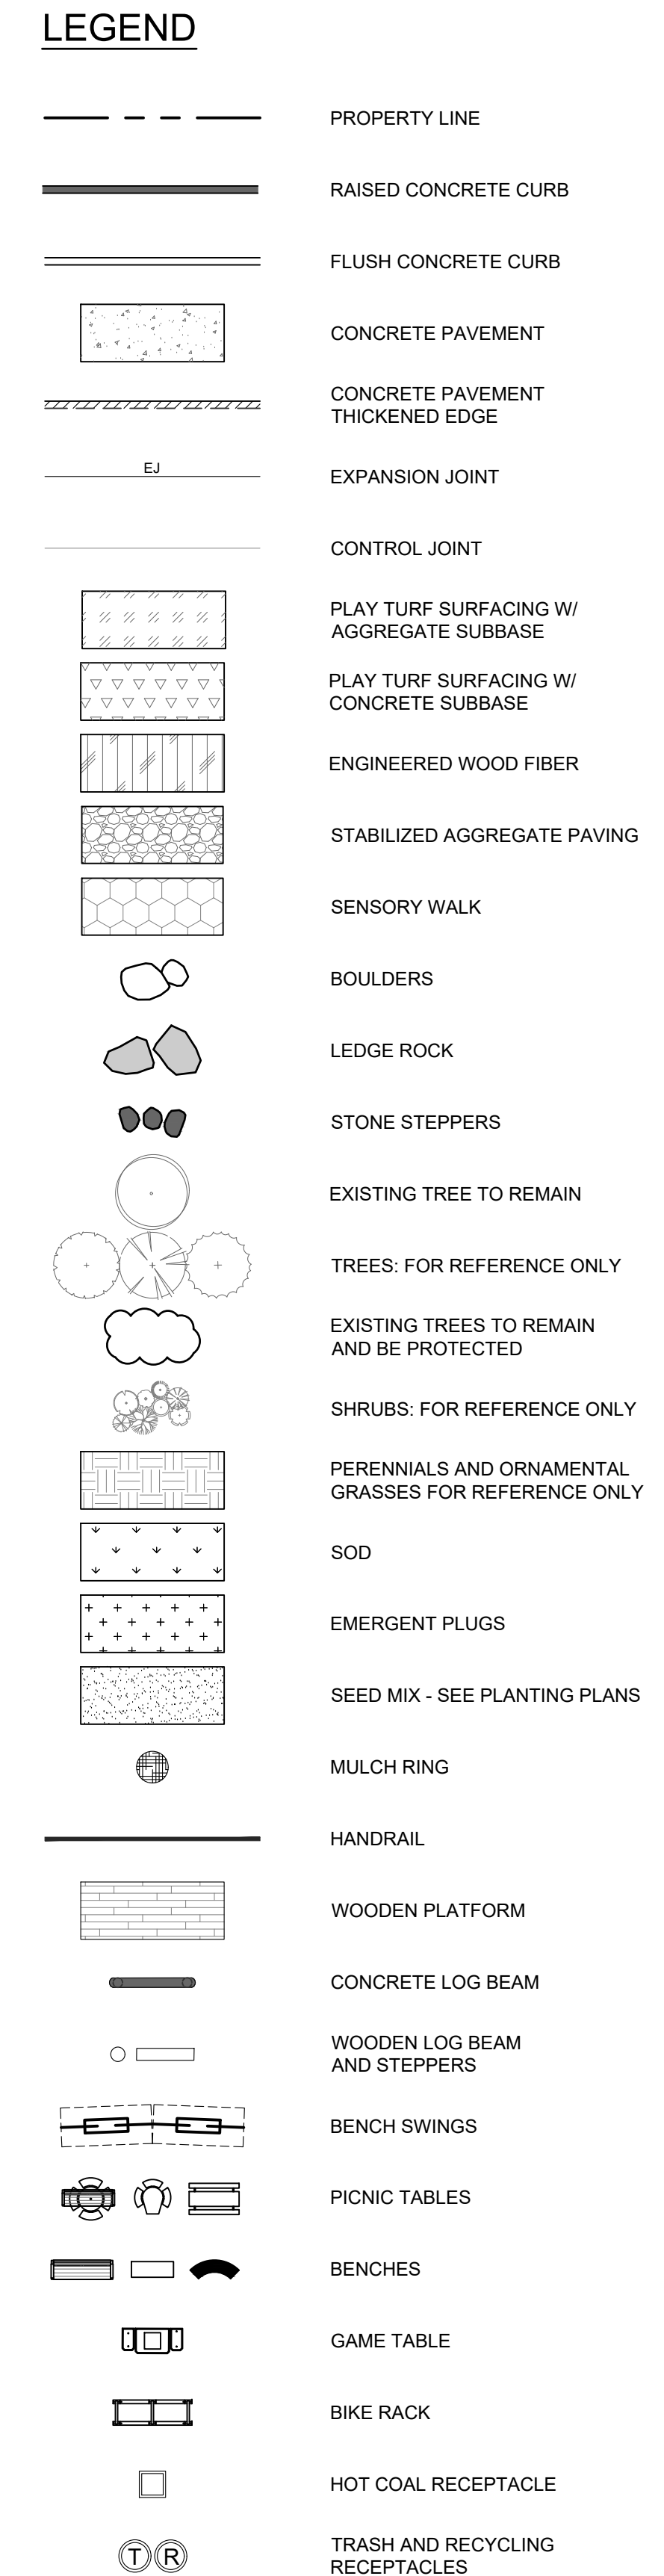 LEGEND
PROPERTY LINE
RAISED CONCRETE CURB
FLUSH CONCRETE CURB
CONCRETE PAVEMENT
CONCRETE PAVEMENT
THICKENED EDGE
EJ
EXPANSION JOINT
CONTROL JOINT
PLAY TURF SURFACING W/
AGGREGATE SUBBASE
PLAY TURF SURFACING W/
CONCRETE SUBBASE
ENGINEERED WOOD FIBER
STABILIZED AGGREGATE PAVING
SENSORY WALK
BOULDERS
LEDGE ROCK
STONE STEPPERS
EXISTING TREE TO REMAIN
TREES: FOR REFERENCE ONLY
EXISTING TREES TO REMAIN
AND BE PROTECTED
SHRUBS: FOR REFERENCE ONLY
PERENNIALS AND ORNAMENTAL
GRASSES FOR REFERENCE ONLY
SOD
EMERGENT PLUGS
SEED MIX - SEE PLANTING PLANS
MULCH RING
HANDRAIL
WOODEN PLATFORM
CONCRETE LOG BEAM
WOODEN LOG BEAM
AND STEPPERS
BENCH SWINGS
PICNIC TABLES
BENCHES
GAME TABLE
BIKE RACK
HOT COAL RECEPTACLE
T R
TRASH AND RECYCLING
RECEPTACLES